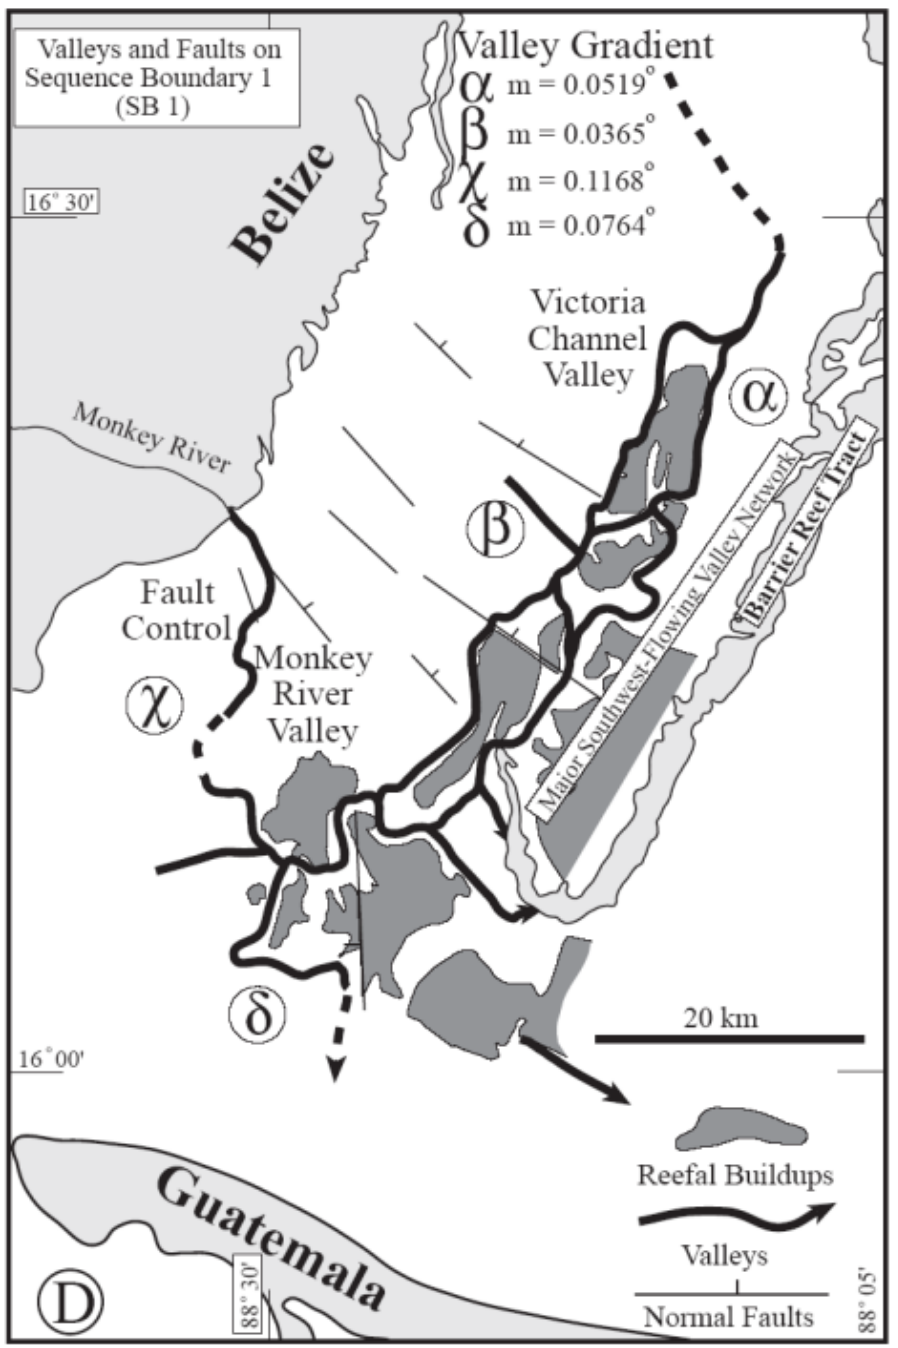 Valleys and Faults on
Sequence Boundary 1
(SB 1)
Valley Gradient
α m = 0.0519°
β m = 0.0365°
χ m = 0.1168°
δ m = 0.0764°
Belize
16° 30'
Victoria
Channel
Valley
α
Monkey River
β
Major Southwest-Flowing Valley Network
Barrier Reef Tract
Fault
Control
Monkey
River
Valley
χ
δ
20 km
16°00'
Reefal Buildups
Valleys
Normal Faults
Guatemala
88° 30'
88° 05'
D